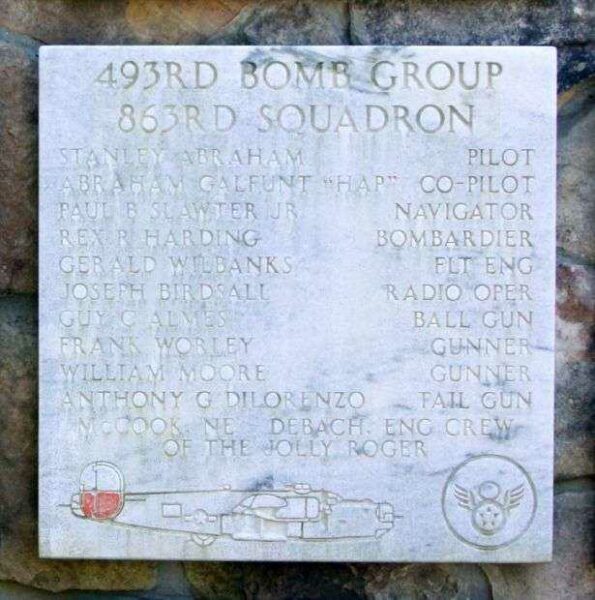 493RD BOMB GROUP
863RD SQUADRON
STANLEY ABRAHAM PILOT
ABRAHAM GALFUNT "HAP" CO-PILOT
PAUL B SLAWTER JR NAVIGATOR
REX R HARDING BOMBARDIER
GERALD WILBANKS FLT ENG
JOSEPH BIRDSALL RADIO OPER
GUY C ALMES BALL GUN
FRANK WORLEY GUNNER
WILLIAM MOORE GUNNER
ANTHONY G DILORENZO TAIL GUN
MCCOOK, NE DEBACH, ENG CREW
OF THE JOLLY ROGER